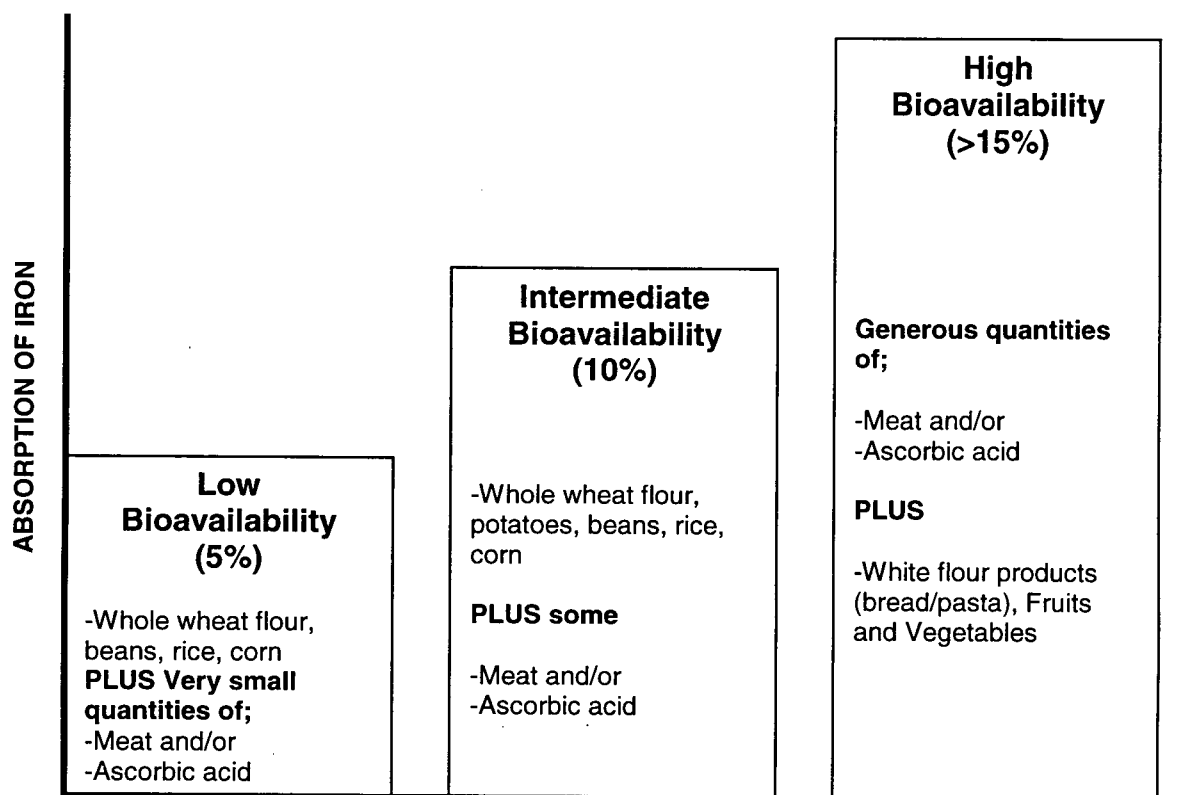 ABSORPTION OF IRON
Low
Bioavailability
(5%)
-Whole wheat flour,
beans, rice, corn
PLUS Very small
quantities of;
-Meat and/or
-Ascorbic acid
Intermediate
Bioavailability
(10%)
-Whole wheat flour,
potatoes, beans, rice,
corn
PLUS some
-Meat and/or
-Ascorbic acid
High
Bioavailability
(>15%)
Generous quantities
of;
-Meat and/or
-Ascorbic acid
PLUS
-White flour products
(bread/pasta), Fruits
and Vegetables